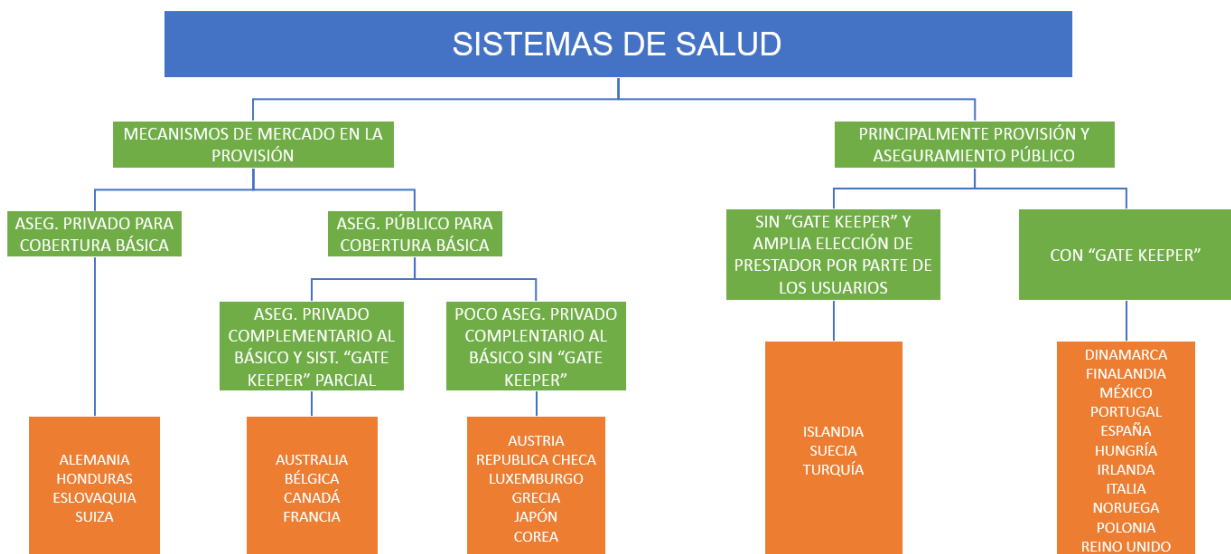 SISTEMAS DE SALUD
MECANISMOS DE MERCADO EN LA
PROVISIÓN
PRINCIPALMENTE PROVISIÓN Y
ASEGURAMIENTO PÚBLICO
ASEG. PRIVADO PARA
COBERTURA BÁSICA
ASEG. PÚBLICO PARA
COBERTURA BÁSICA
SIN “GATE KEEPER” Y
AMPLIA ELECCIÓN DE
PRESTADOR POR PARTE DE
LOS USUARIOS
CON “GATE KEEPER”
ASEG. PRIVADO
COMPLEMENTARIO AL
BÁSICO Y SIST. “GATE
KEEPER” PARCIAL
POCO ASEG. PRIVADO
COMPLENTARIO AL
BÁSICO SIN “GATE
KEEPER”
ALEMANIA
HONDURAS
ESLOVAQUIA
SUIZA
AUSTRALIA
BÉLGICA
CANADÁ
FRANCIA
AUSTRIA
REPUBLICA CHECA
LUXEMBURGO
GRECIA
JAPÓN
COREA
ISLANDIA
SUECIA
TURQUÍA
DINAMARCA
FINALANDIA
MÉXICO
PORTUGAL
ESPAÑA
HUNGRÍA
IRLANDA
ITALIA
NORUEGA
POLONIA
REINO UNIDO